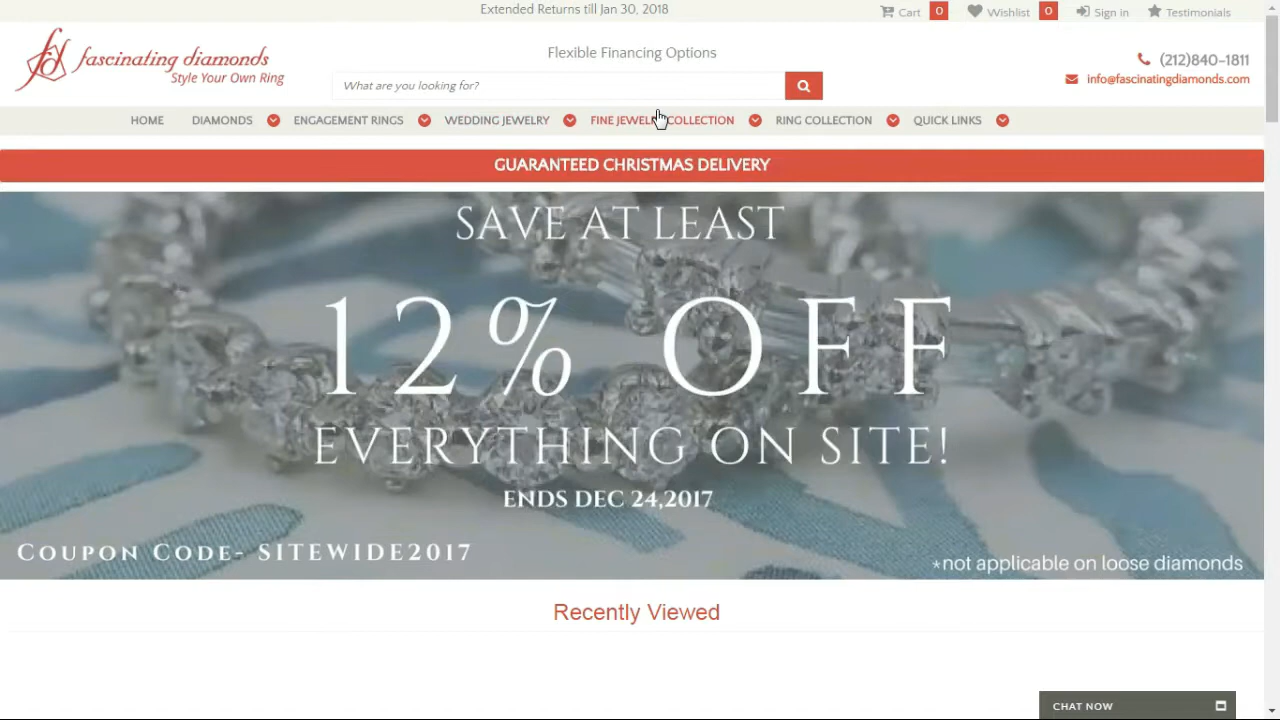 Extended Returns till Jan 30, 2018
Cart 0 Wishlist 0 Sign in Testimonials
fd fascinating diamonds
Style Your Own Ring
Flexible Financing Options
What are you looking for?
(212)840-1811
info@fascinatingdiamonds.com
HOME DIAMONDS ENGAGEMENT RINGS WEDDING JEWELRY FINE COLLECTION RING COLLECTION QUICK LINKS
GUARANTEED CHRISTMAS DELIVERY
SAVE AT LEAST
12% OFF
EVERYTHING ON SITE!
ENDS DEC 24,2017
COUPON CODE- SITEWIDE2017
*not applicable on loose diamonds
Recently Viewed
CHAT NOW